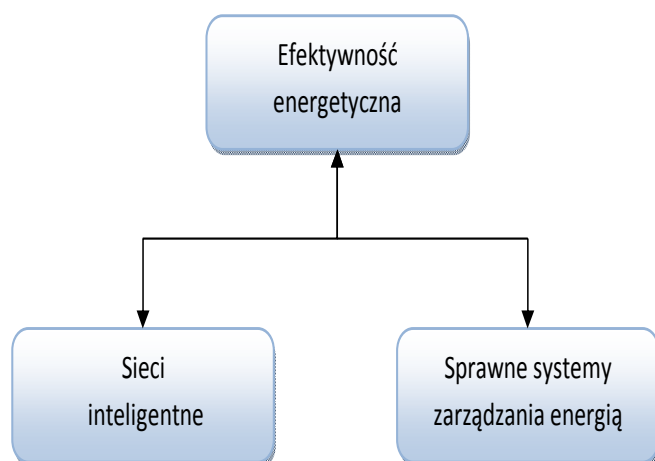 Efektywność
energetyczna
Sieci
inteligentne
Sprawne systemy
zarządzania energią